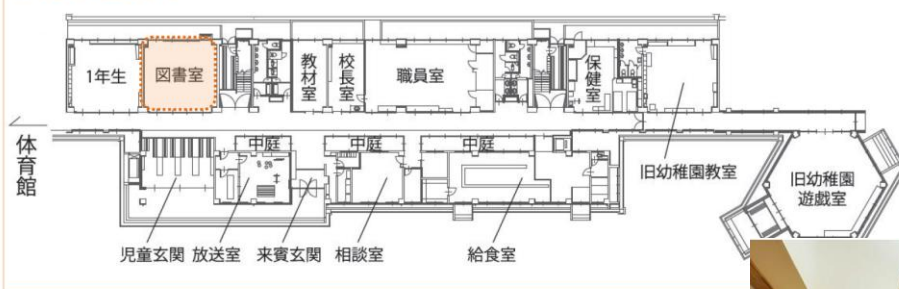 1年生
図書室
教材室
校長室
職員室
保健室
体育館
中庭
中庭
中庭
旧幼稚園教室
旧幼稚園
遊戯室
児童玄関
放送室
来賓玄関
相談室
給食室